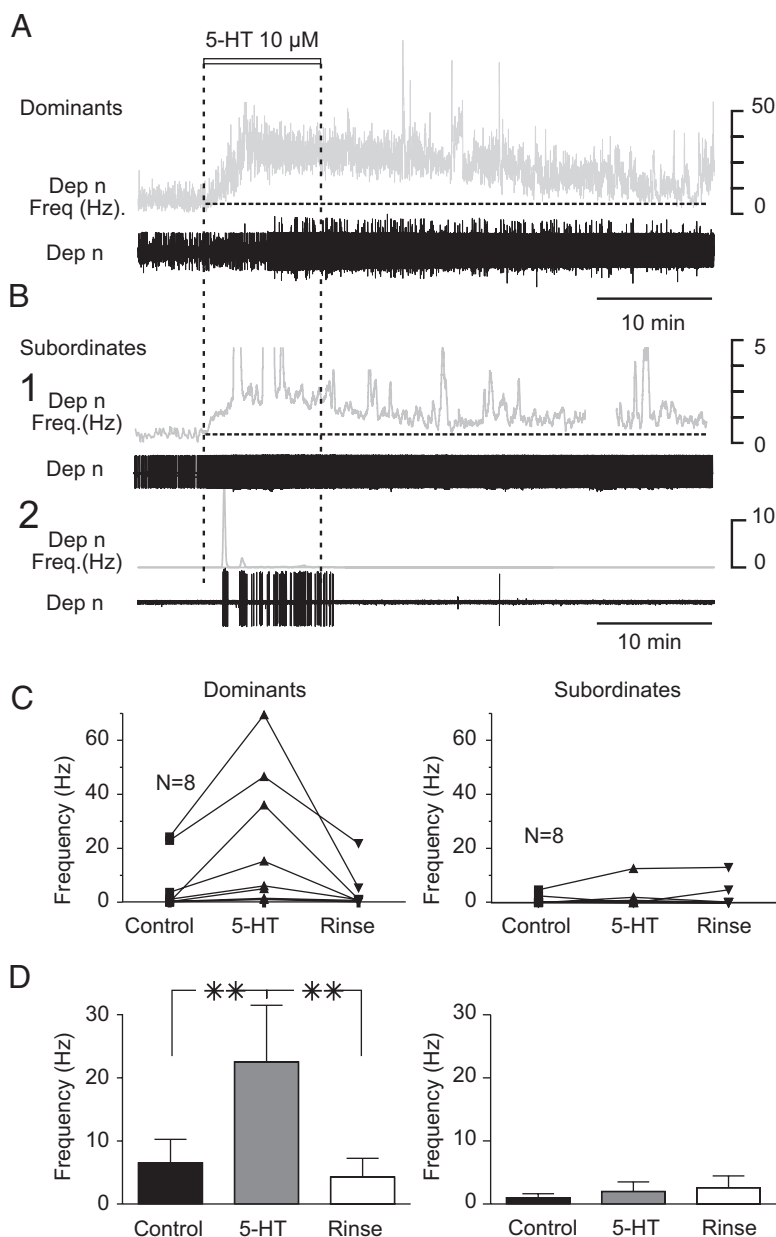 A
5-HT 10 µM
Dominants
50
Dep n
Freq (Hz).
0
Dep n
10 min
B
Subordinates
5
1
Dep n
Freq.(Hz)
0
Dep n
2
10
Dep n
Freq.(Hz)
0
Dep n
10 min
C
Dominants
Subordinates
Frequency (Hz)
60
40
20
0
N=8
Control 5-HT Rinse
Frequency (Hz)
60
40
20
0
N=8
Control 5-HT Rinse
D
Frequency (Hz)
30
20
10
0
** **
Control 5-HT Rinse
Frequency (Hz)
30
20
10
0
Control 5-HT Rinse